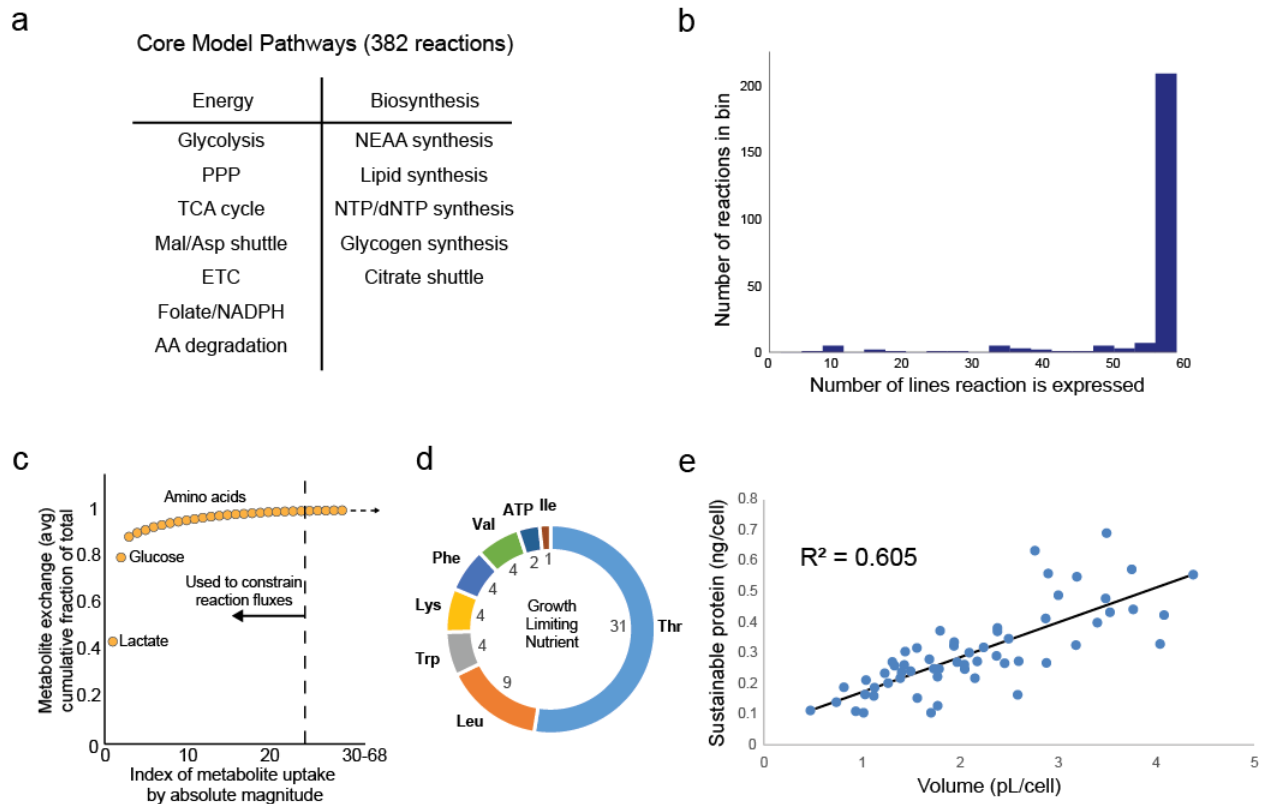 a
Core Model Pathways (382 reactions)
Energy Biosynthesis
Glycolysis NEAA synthesis
PPP Lipid synthesis
TCA cycle NTP/dNTP synthesis
Mal/Asp shuttle Glycogen synthesis
ETC Citrate shuttle
Folate/NADPH
AA degradation
b
Number of reactions in bin
200
150
100
50
0
0 10 20 30 40 50 60
Number of lines reaction is expressed
c
Metabolite exchange (avg)
cumulative fraction of total
1
0.8
0.6
0.4
0.2
0
Amino acids
Glucose
Used to constrain
reaction fluxes
Lactate
0 10 20 30-68
Index of metabolite uptake
by absolute magnitude
d
ATP Ile
Val
Phe
Lys
Trp
Leu
Thr
2 1
4
4
4
4
9
31
Growth
Limiting
Nutrient
e
Sustainable protein (ng/cell)
0.8
0.7
0.6
0.5
0.4
0.3
0.2
0.1
0
R² = 0.605
0 1 2 3 4 5
Volume (pL/cell)